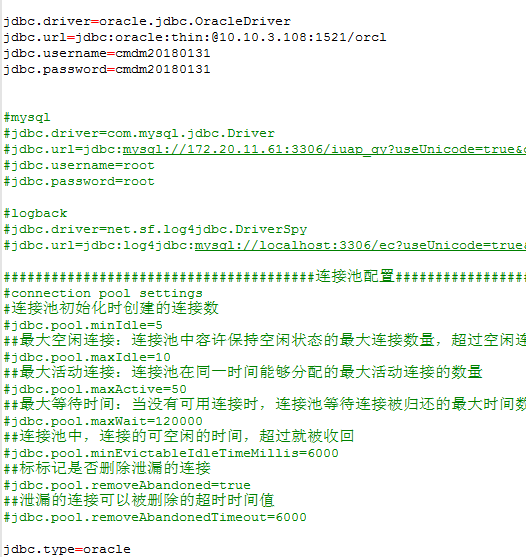 jdbc.driver=oracle.jdbc.OracleDriver
jdbc.url=jdbc:oracle:thin:@10.10.3.108:1521/orcl
jdbc.username=cmdm20180131
jdbc.password=cmdm20180131
#mysql
#jdbc.driver=com.mysql.jdbc.Driver
#jdbc.url=jdbc:mysql://172.20.11.61:3306/iuap_qy?useUnicode=true&
#jdbc.username=root
#jdbc.password=root
#logback
#jdbc.driver=net.sf.log4jdbc.DriverSpy
#jdbc.url=jdbc:log4jdbc:mysql://localhost:3306/ec?useUnicode=true
#######################################连接池配置#################
#connection pool settings
#连接池初始化时创建的连接数
#jdbc.pool.minIdle=5
##最大空闲连接：连接池中容许保持空闲状态的最大连接数量，超过空闲连
#jdbc.pool.maxIdle=10
##最大活动连接：连接池在同一时间能够分配的最大活动连接的数量
#jdbc.pool.maxActive=50
##最大等待时间：当没有可用连接时，连接池等待连接被归还的最大时间数
#jdbc.pool.maxWait=120000
##连接池中，连接的可空闲的时间，超过就被收回
#jdbc.pool.minEvictableIdleTimeMillis=6000
##标标记是否删除泄漏的连接
#jdbc.pool.removeAbandoned=true
##泄漏的连接可以被删除的超时时间值
#jdbc.pool.removeAbandonedTimeout=6000
jdbc.type=oracle